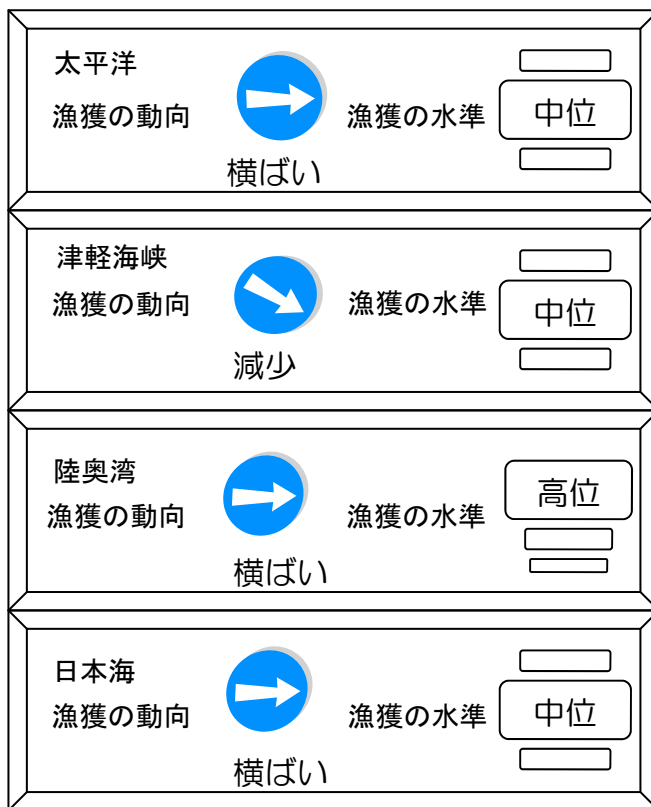 太平洋
漁獲の動向 漁獲の水準 中位
横ばい
津軽海峡
漁獲の動向 漁獲の水準 中位
減少
陸奥湾
漁獲の動向 漁獲の水準 高位
横ばい
日本海
漁獲の動向 漁獲の水準 中位
横ばい